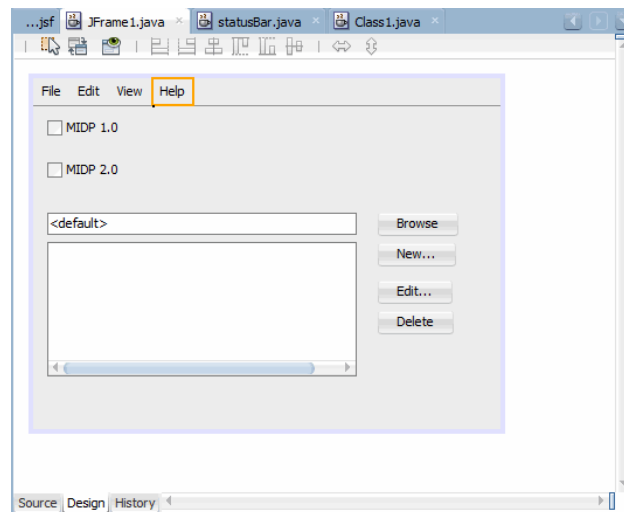 ...jsf JFrame1.java × statusBar.java × Class1.java ×
File Edit View Help
MIDP 1.0
MIDP 2.0
<default> Browse
New...
Edit...
Delete
Source Design History